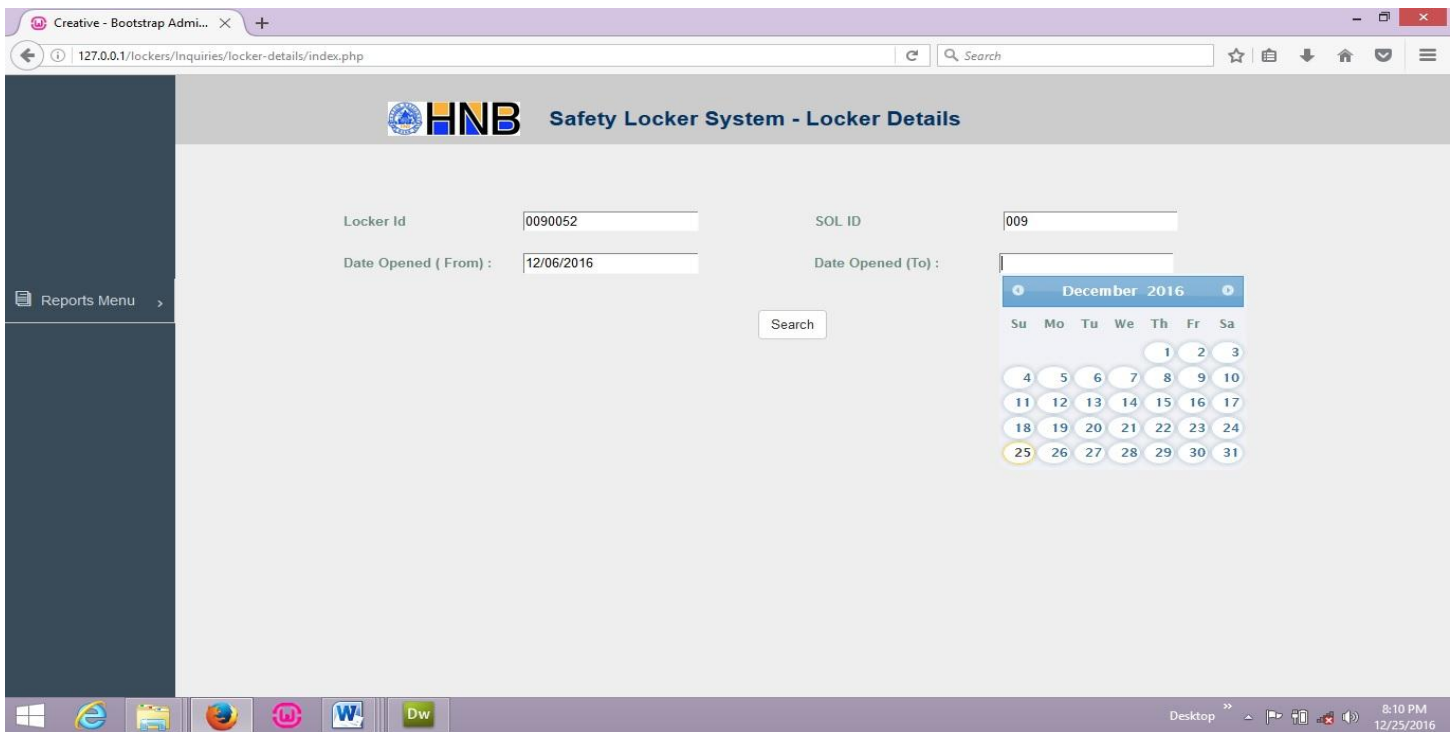 Creative - Bootstrap Admi...
127.0.0.1/lockers/Inquiries/locker-details/index.php
Search
HNB Safety Locker System - Locker Details
Locker Id 0090052 SOL ID 009
Date Opened ( From) : 12/06/2016 Date Opened (To) :
Reports Menu
Search
December 2016
Su Mo Tu We Th Fr Sa
1 2 3
4 5 6 7 8 9 10
11 12 13 14 15 16 17
18 19 20 21 22 23 24
25 26 27 28 29 30 31
W
Dw
Desktop
8:10 PM
12/25/2016